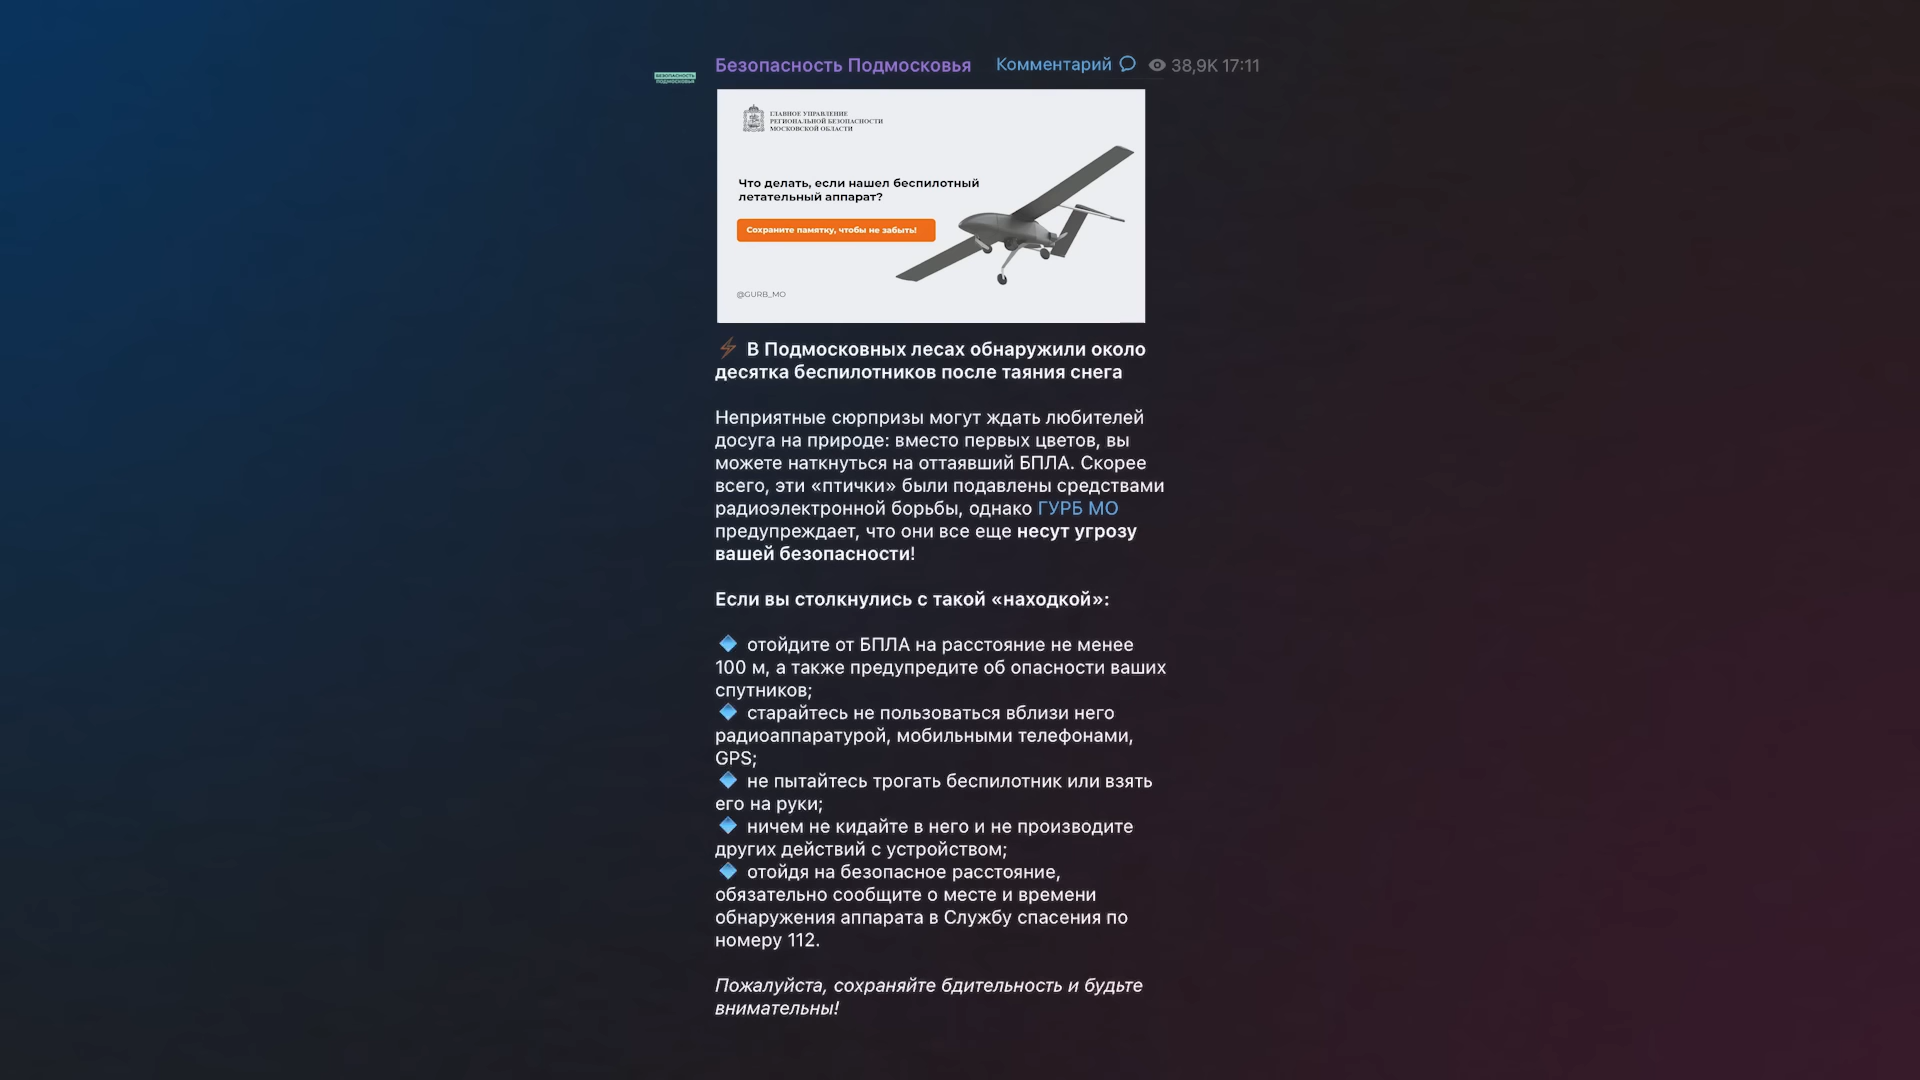 Безопасность Подмосковья Комментарий 38,9K 17:11
БЕЗОПАСНОСТЬ
ПОДМОСКОВЬЯ
ГЛАВНОЕ УПРАВЛЕНИЕ
РЕГИОНАЛЬНОЙ БЕЗОПАСНОСТИ
МОСКОВСКОЙ ОБЛАСТИ
Что делать, если нашел беспилотный
летательный аппарат?
Сохраните памятку, чтобы не забыть!
@GURB_MO
⚡ В Подмосковных лесах обнаружили около
десятка беспилотников после таяния снега
Неприятные сюрпризы могут ждать любителей
досуга на природе: вместо первых цветов, вы
можете наткнуться на оттаявший БПЛА. Скорее
всего, эти «птички» были подавлены средствами
радиоэлектронной борьбы, однако ГУРБ МО
предупреждает, что они все еще несут угрозу
вашей безопасности!
Если вы столкнулись с такой «находкой»:
🔹 отойдите от БПЛА на расстояние не менее
100 м, а также предупредите об опасности ваших
спутников;
🔹 старайтесь не пользоваться вблизи него
радиоаппаратурой, мобильными телефонами,
GPS;
🔹 не пытайтесь трогать беспилотник или взять
его на руки;
🔹 ничем не кидайте в него и не производите
других действий с устройством;
🔹 отойдя на безопасное расстояние,
обязательно сообщите о месте и времени
обнаружения аппарата в Службу спасения по
номеру 112.
Пожалуйста, сохраняйте бдительность и будьте
внимательны!